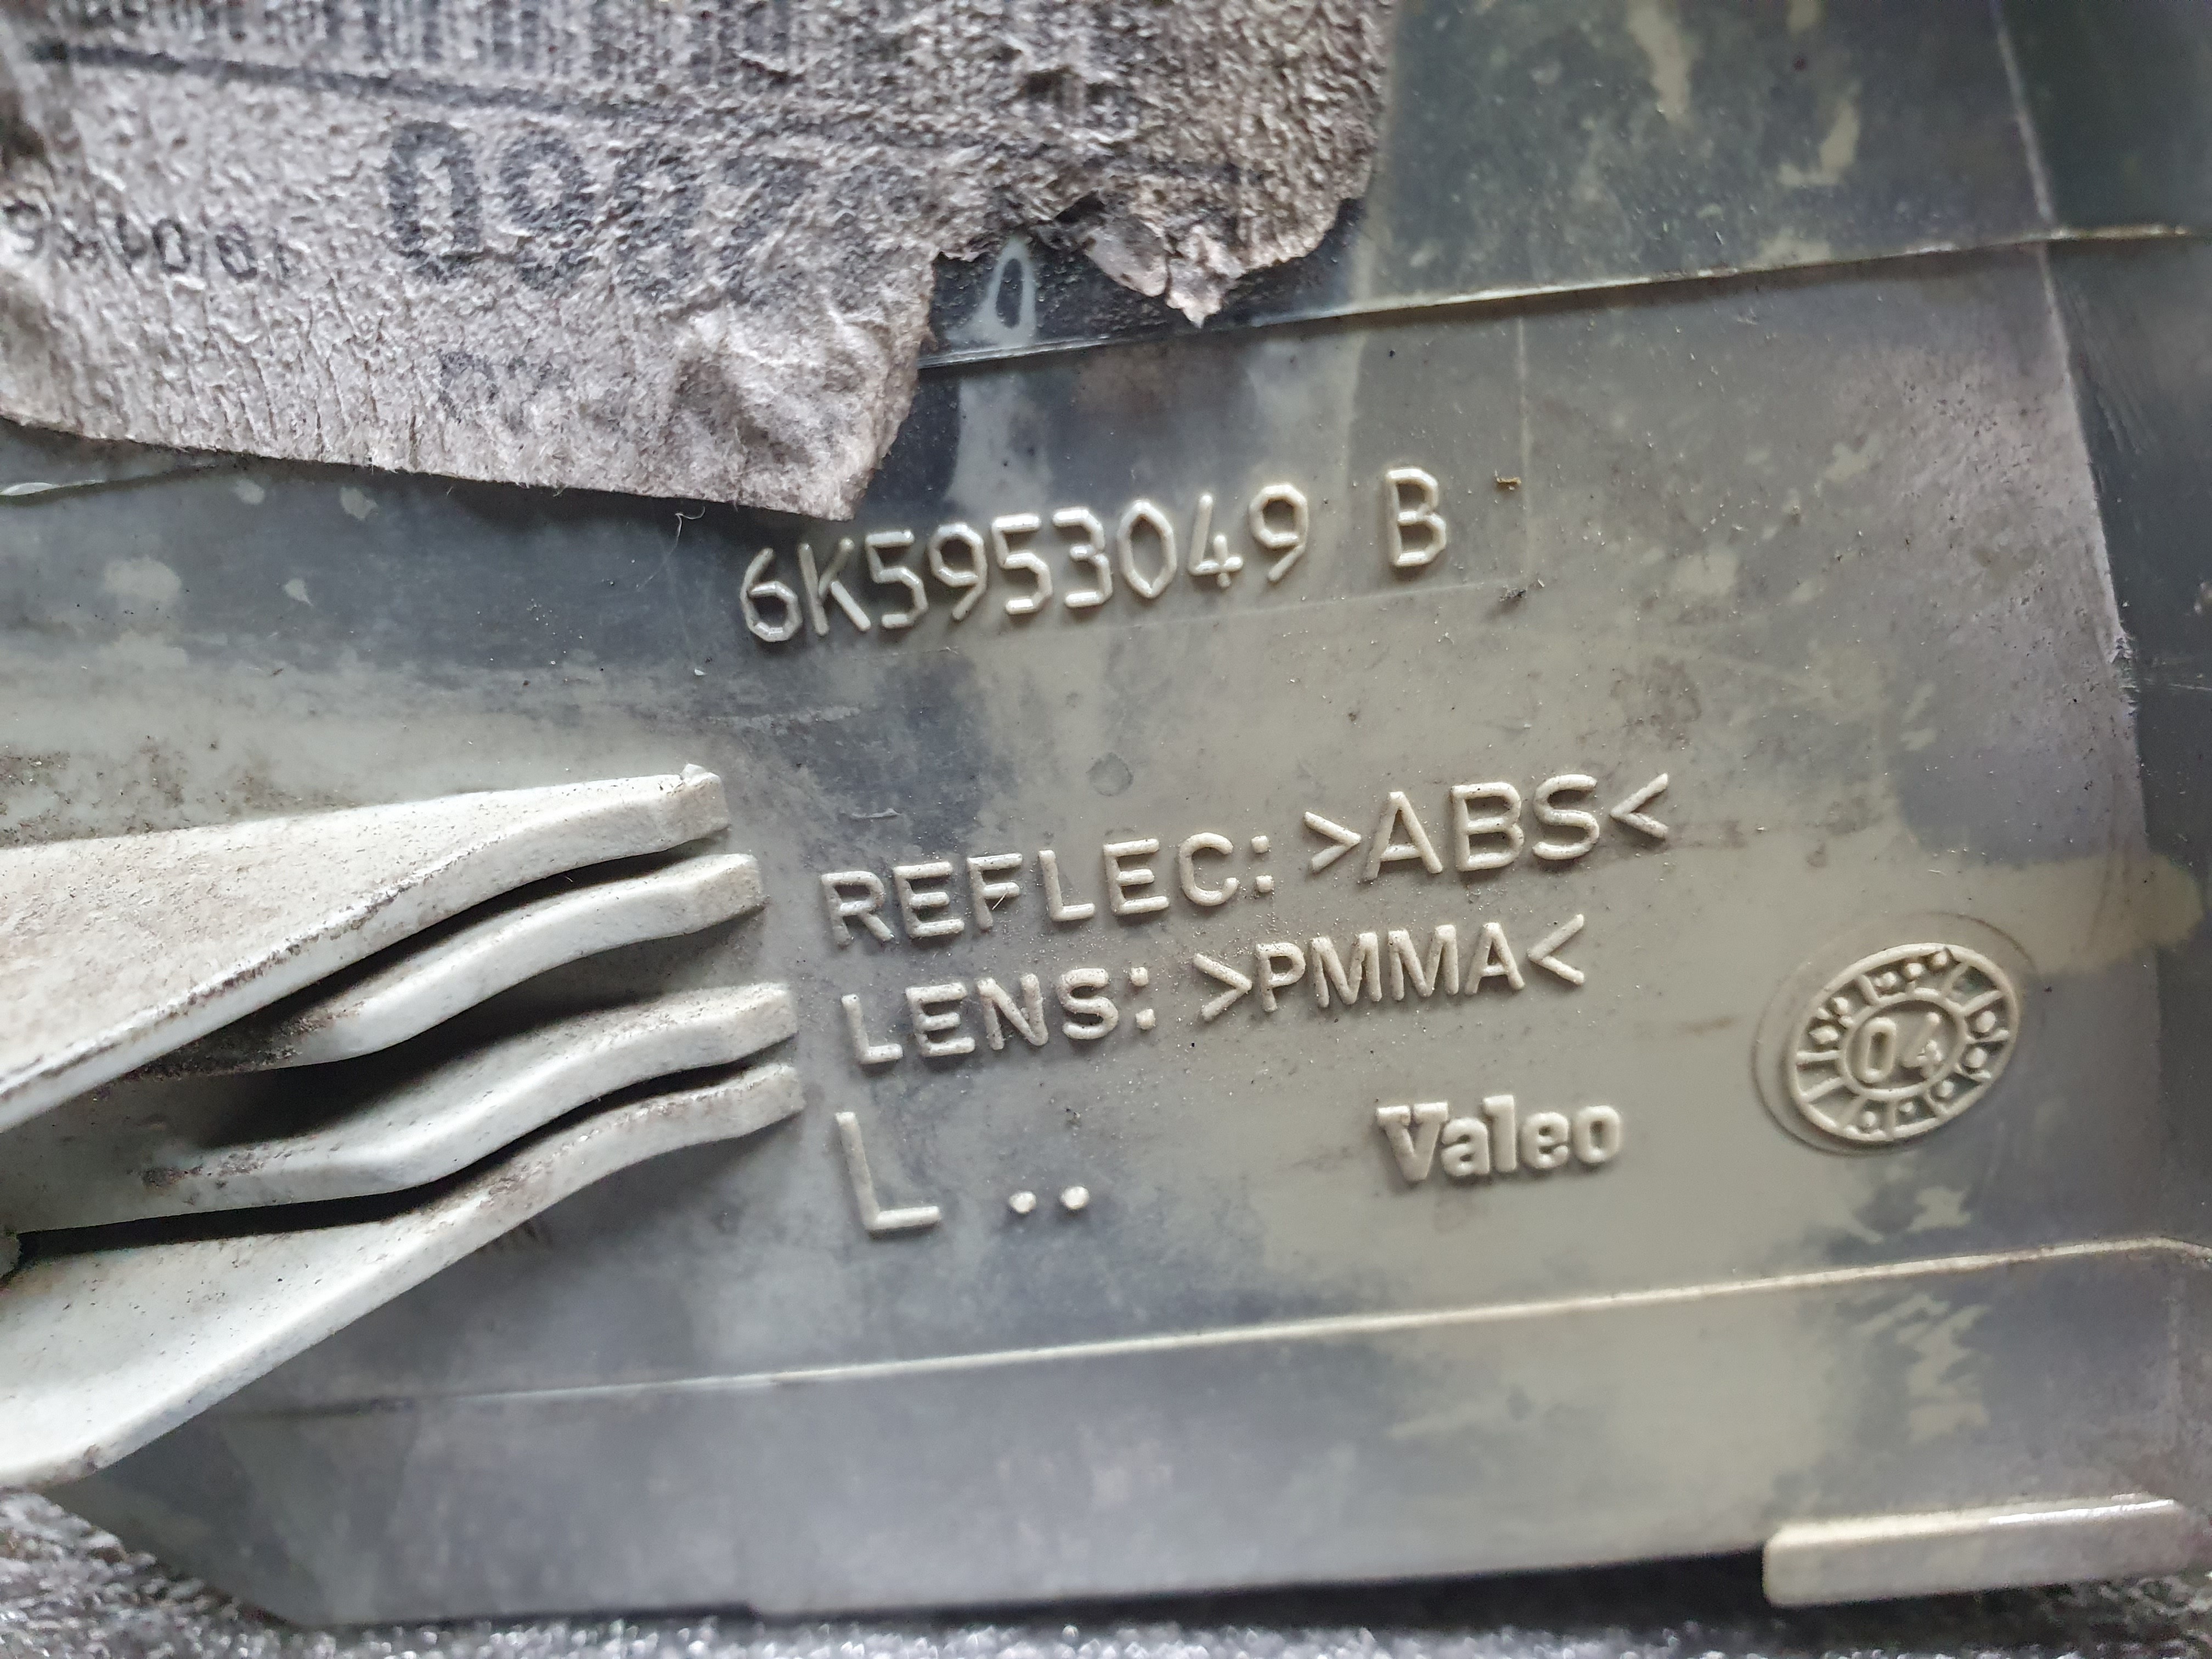 6K5953049 B
REFLEC: >ABS<
LENS: >PMMA<
L ..
Valeo
04